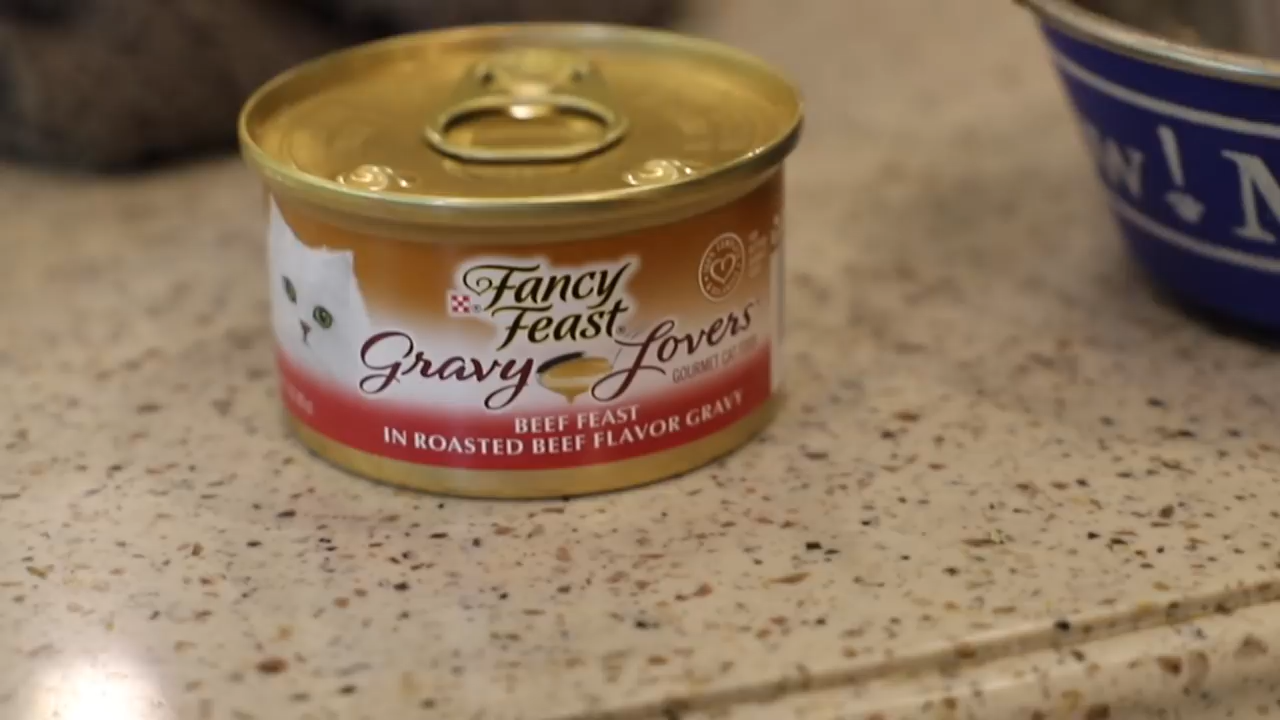 Fancy
Feast
Gravy Lovers
GOURMET CAT FOOD
BEEF FEAST
IN ROASTED BEEF FLAVOR GRAVY
W! M